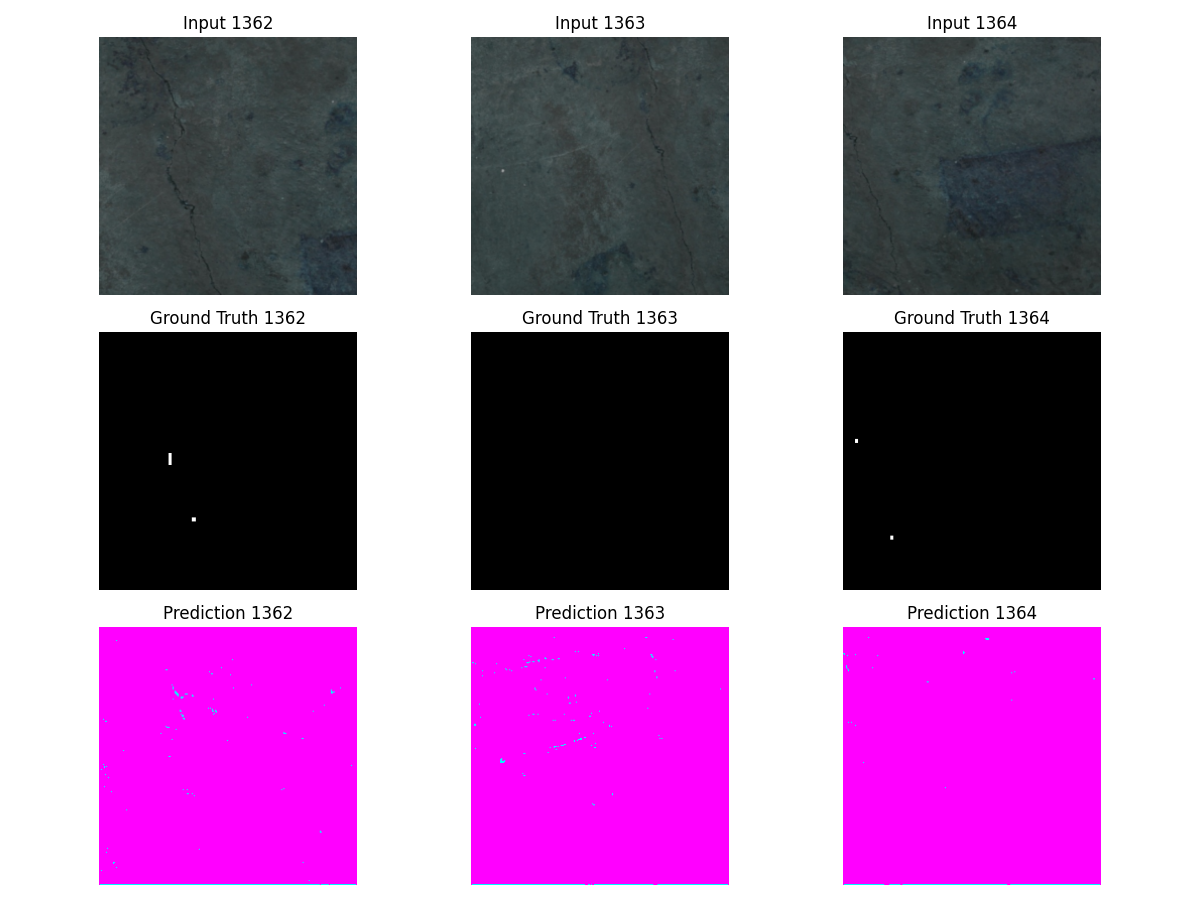 Input 1362
Input 1363
Input 1364
Ground Truth 1362
Ground Truth 1363
Ground Truth 1364
Prediction 1362
Prediction 1363
Prediction 1364